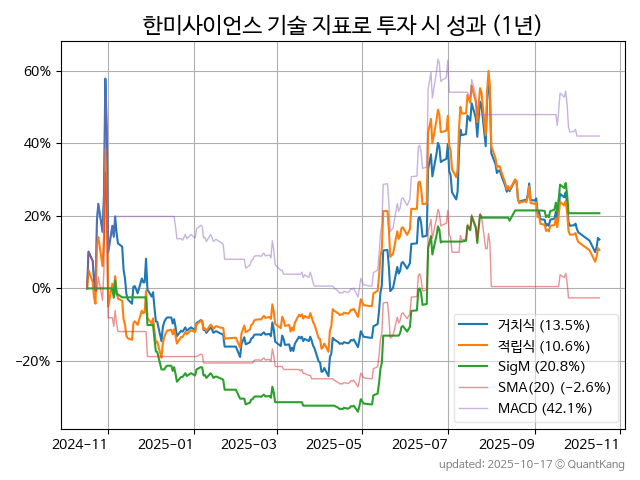 한미사이언스 기술 지표로 투자 시 성과 (1년)
60%
40%
20%
0%
−20%
2024-11
2025-01
2025-03
2025-05
2025-07
2025-09
2025-11
거치식 (13.5%)
적립식 (10.6%)
SigM (20.8%)
SMA(20) (−2.6%)
MACD (42.1%)
updated: 2025-10-17 © QuantKang